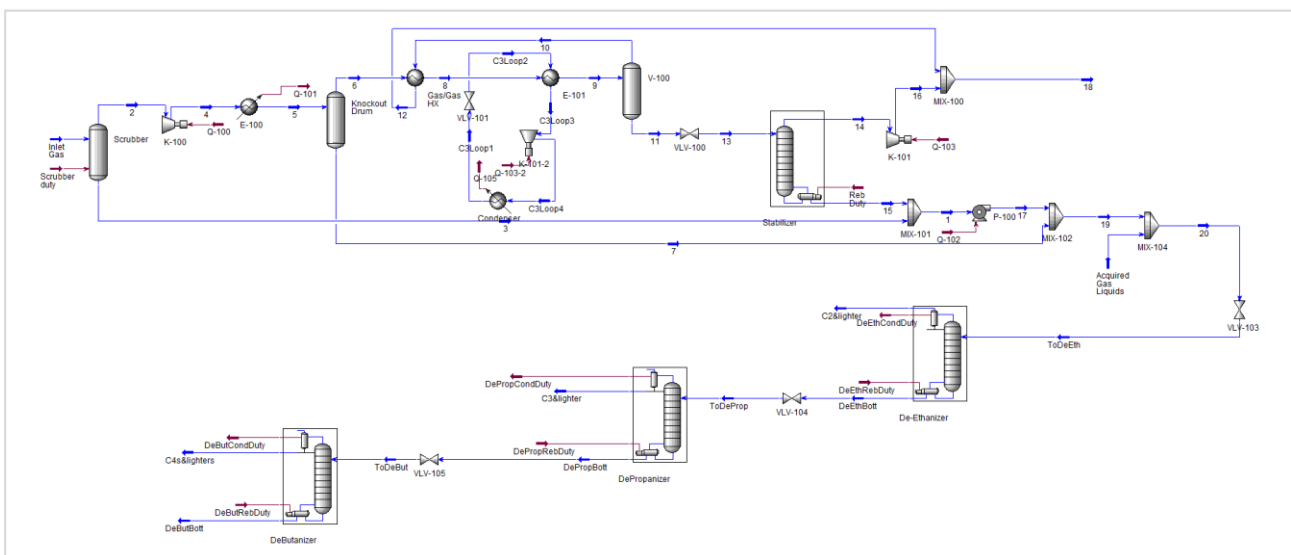 10
C3Loop2
V-100
Q-101
6
Knockout
Drum
8
Gas/Gas
HX
E-101
9
MIX-100
18
16
2
4
5
E-100
12
VLV-101
C3Loop3
14
Scrubber
K-100
Q-100
Inlet
Gas
Scrubber
duty
C3Loop1
Q-103-2
K-101-2
Q-105
11
VLV-100
13
K-101
Q-103
C3Loop4
Condenser
3
Reb
Duty
Stabilizer
15
MIX-101
1
P-100
17
Q-102
MIX-102
19
MIX-104
20
7
Acquired
Gas
Liquids
VLV-103
C2&lighter
DeEthCondDuty
ToDeEth
DeEthRebDuty
DeEthBott
De-Ethanizer
DePropCondDuty
C3&lighter
ToDeProp
VLV-104
DePropRebDuty
DePropBott
DePropanizer
DeButCondDuty
C4s&lighters
ToDeBut
VLV-105
DeButRebDuty
DeButBott
DeButanizer